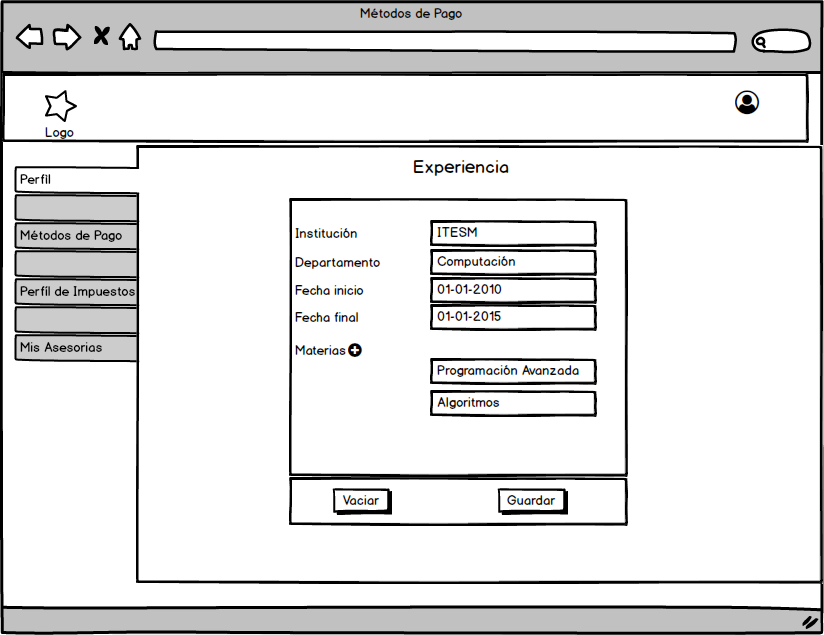 Métodos de Pago
Logo
Perfil
Métodos de Pago
Perfil de Impuestos
Mis Asesorias
Experiencia
Institución ITESM
Departamento Computación
Fecha inicio 01-01-2010
Fecha final 01-01-2015
Materias
Programación Avanzada
Algoritmos
Vaciar Guardar